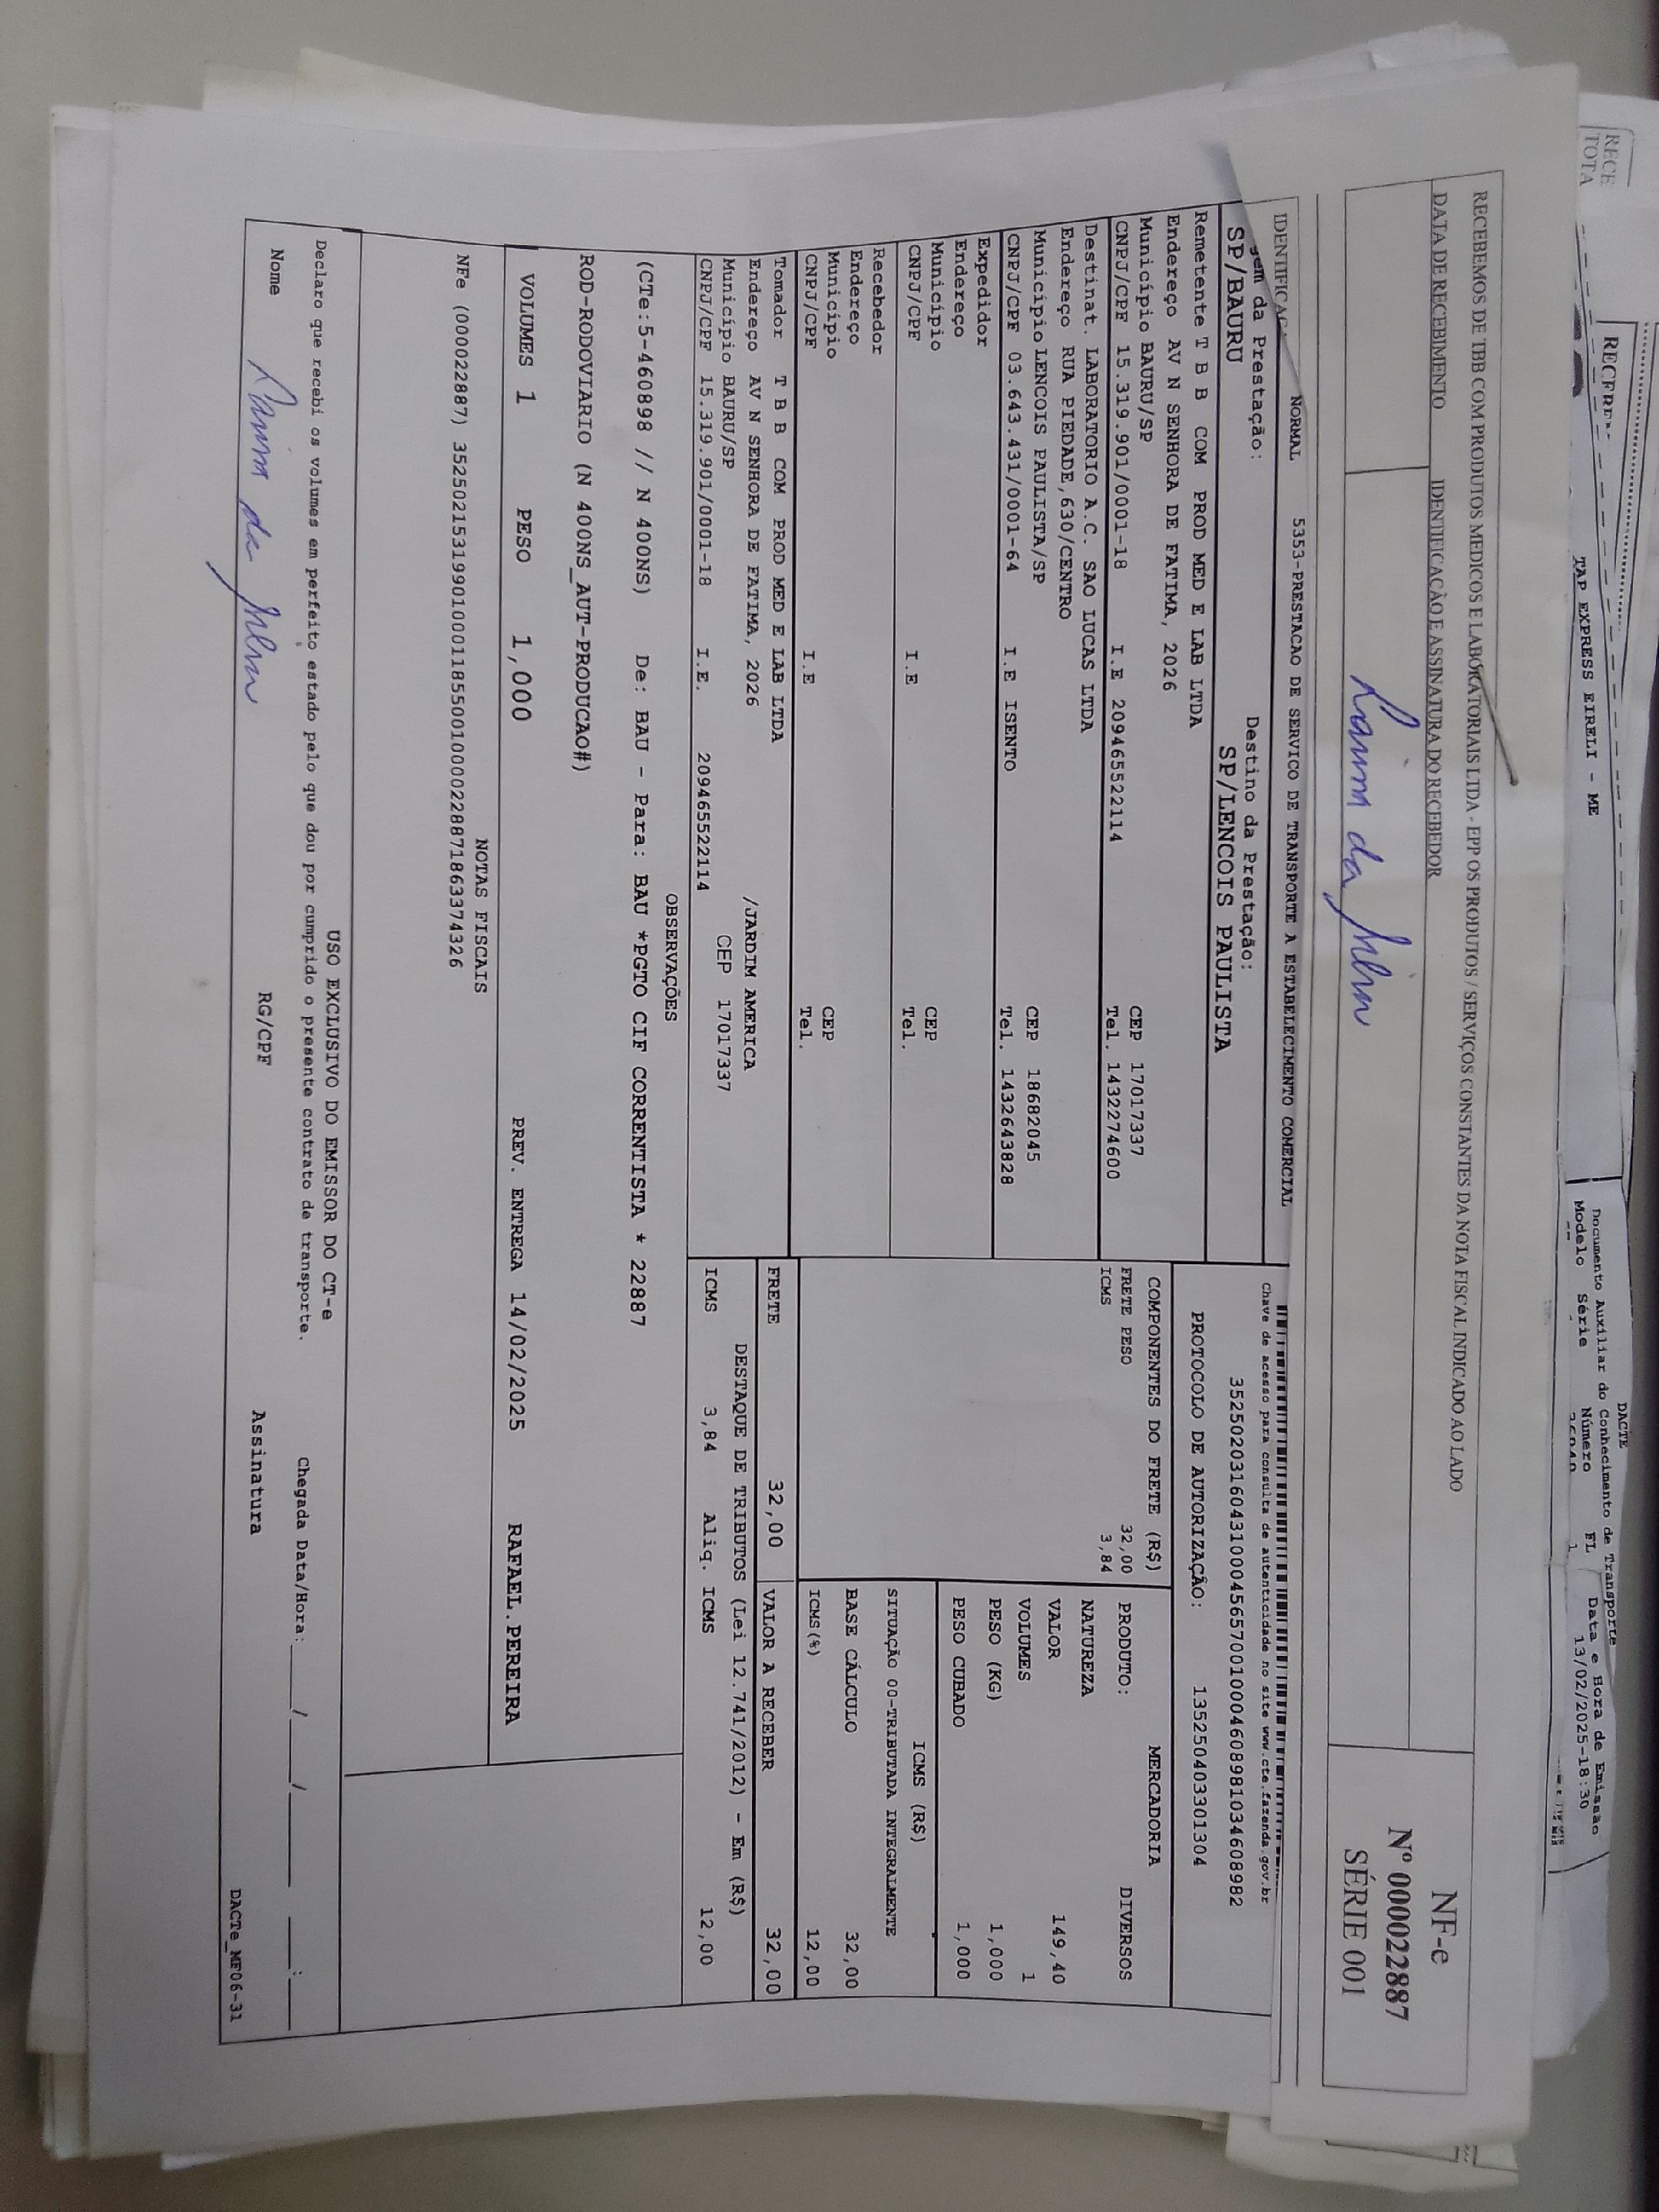 RECE
TOTA
RECEBE
TAP EXPRESS EIRELI - ME
DACTE
Documento Auxiliar do Conhecimento de Transporte
Modelo Série Número FL Data e Hora de Emissão
1 13/02/2025-18:30
RECEBEMOS DE TBB COM PRODUTOS MEDICOS E LABORATORIAIS LTDA - EPP OS PRODUTOS / SERVIÇOS CONSTANTES DA NOTA FISCAL INDICADO AO LADO
DATA DE RECEBIMENTO
IDENTIFICAÇÃO E ASSINATURA DO RECEBEDOR
NF-e
Nº 000022887
SÉRIE 001
IDENTIFICAÇ NORMAL 5353-PRESTACAO DE SERVICO DE TRANSPORTE A ESTABELECIMENTO COMERCIAL
Chave de acesso para consulta de autenticidade no site www.cte.fazenda.gov.br
gem da Prestação: Destino da Prestação:
SP/BAURU SP/LENCOIS PAULISTA
35250203160431000456570010004608981034608982
PROTOCOLO DE AUTORIZAÇÃO: 135250403301304
Remetente T B B COM PROD MED E LAB LTDA
Endereço AV N SENHORA DE FATIMA, 2026
Município BAURU/SP CEP 17017337
CNPJ/CPF 15.319.901/0001-18 I.E 209465522114 Tel. 1432274600
Destinat. LABORATORIO A.C. SAO LUCAS LTDA
Endereço RUA PIEDADE,630/CENTRO
Município LENCOIS PAULISTA/SP CEP 18682045
CNPJ/CPF 03.643.431/0001-64 I.E ISENTO Tel. 1432643828
Expedidor
Endereço
Município CEP
CNPJ/CPF I.E Tel.
Recebedor
Endereço
Município CEP
CNPJ/CPF I.E Tel.
Tomador T B B COM PROD MED E LAB LTDA
Endereço AV N SENHORA DE FATIMA, 2026 /JARDIM AMERICA
Município BAURU/SP CEP 17017337
CNPJ/CPF 15.319.901/0001-18 I.E. 209465522114
COMPONENTES DO FRETE (R$)
FRETE PESO 32,00
ICMS 3,84
MERCADORIA
PRODUTO: DIVERSOS
NATUREZA
VALOR 149,40
VOLUMES 1
PESO (KG) 1,000
PESO CUBADO 1,000
ICMS (R$)
SITUAÇÃO 00-TRIBUTADA INTEGRALMENTE
BASE CÁLCULO 32,00
ICMS(%) 12,00
FRETE 32,00 VALOR A RECEBER 32,00
DESTAQUE DE TRIBUTOS (Lei 12.741/2012) - Em (R$)
ICMS 3,84 Aliq. ICMS 12,00
OBSERVAÇÕES
(CTe:5-460898 // N 400NS) De: BAU - Para: BAU *PGTO CIF CORRENTISTA * 22887
ROD-RODOVIARIO (N 400NS_AUT-PRODUCAO#)
VOLUMES 1 PESO 1,000 PREV. ENTREGA 14/02/2025 RAFAEL.PEREIRA
NOTAS FISCAIS
NFe (000022887) 35250215319901000118550010000228871863374326
USO EXCLUSIVO DO EMISSOR DO CT-e
Declaro que recebi os volumes em perfeito estado pelo que dou por cumprido o presente contrato de transporte. Chegada Data/Hora:___/___/_____ ___:___
Nome RG/CPF Assinatura
DACTe_MF06-31